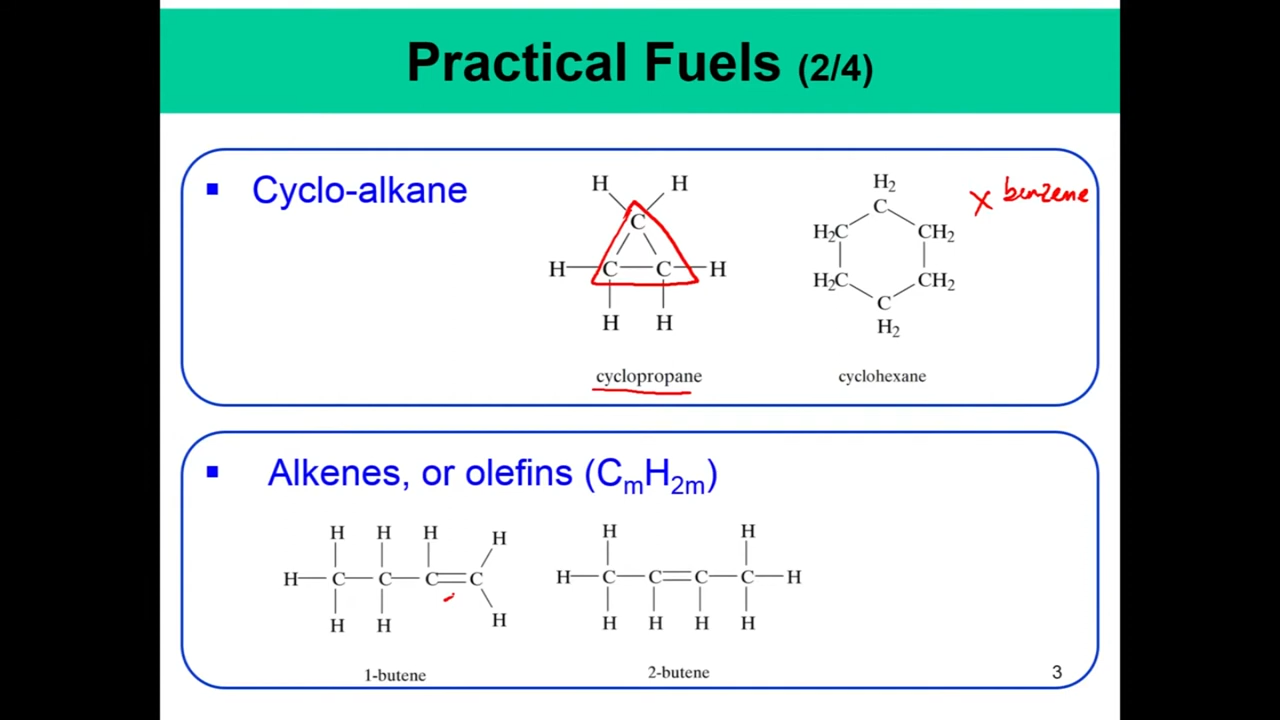 Practical Fuels (2/4)
▪ Cyclo-alkane
H H
C
H—C—C—H
H H
cyclopropane
H₂
C
H₂C CH₂
H₂C CH₂
C
H₂
cyclohexane
X benzene
▪ Alkenes, or olefins (CₘH₂ₘ)
H H H H
H—C—C—C=C
H H H
1-butene
H H
H—C—C=C—C—H
H H H H
2-butene
3